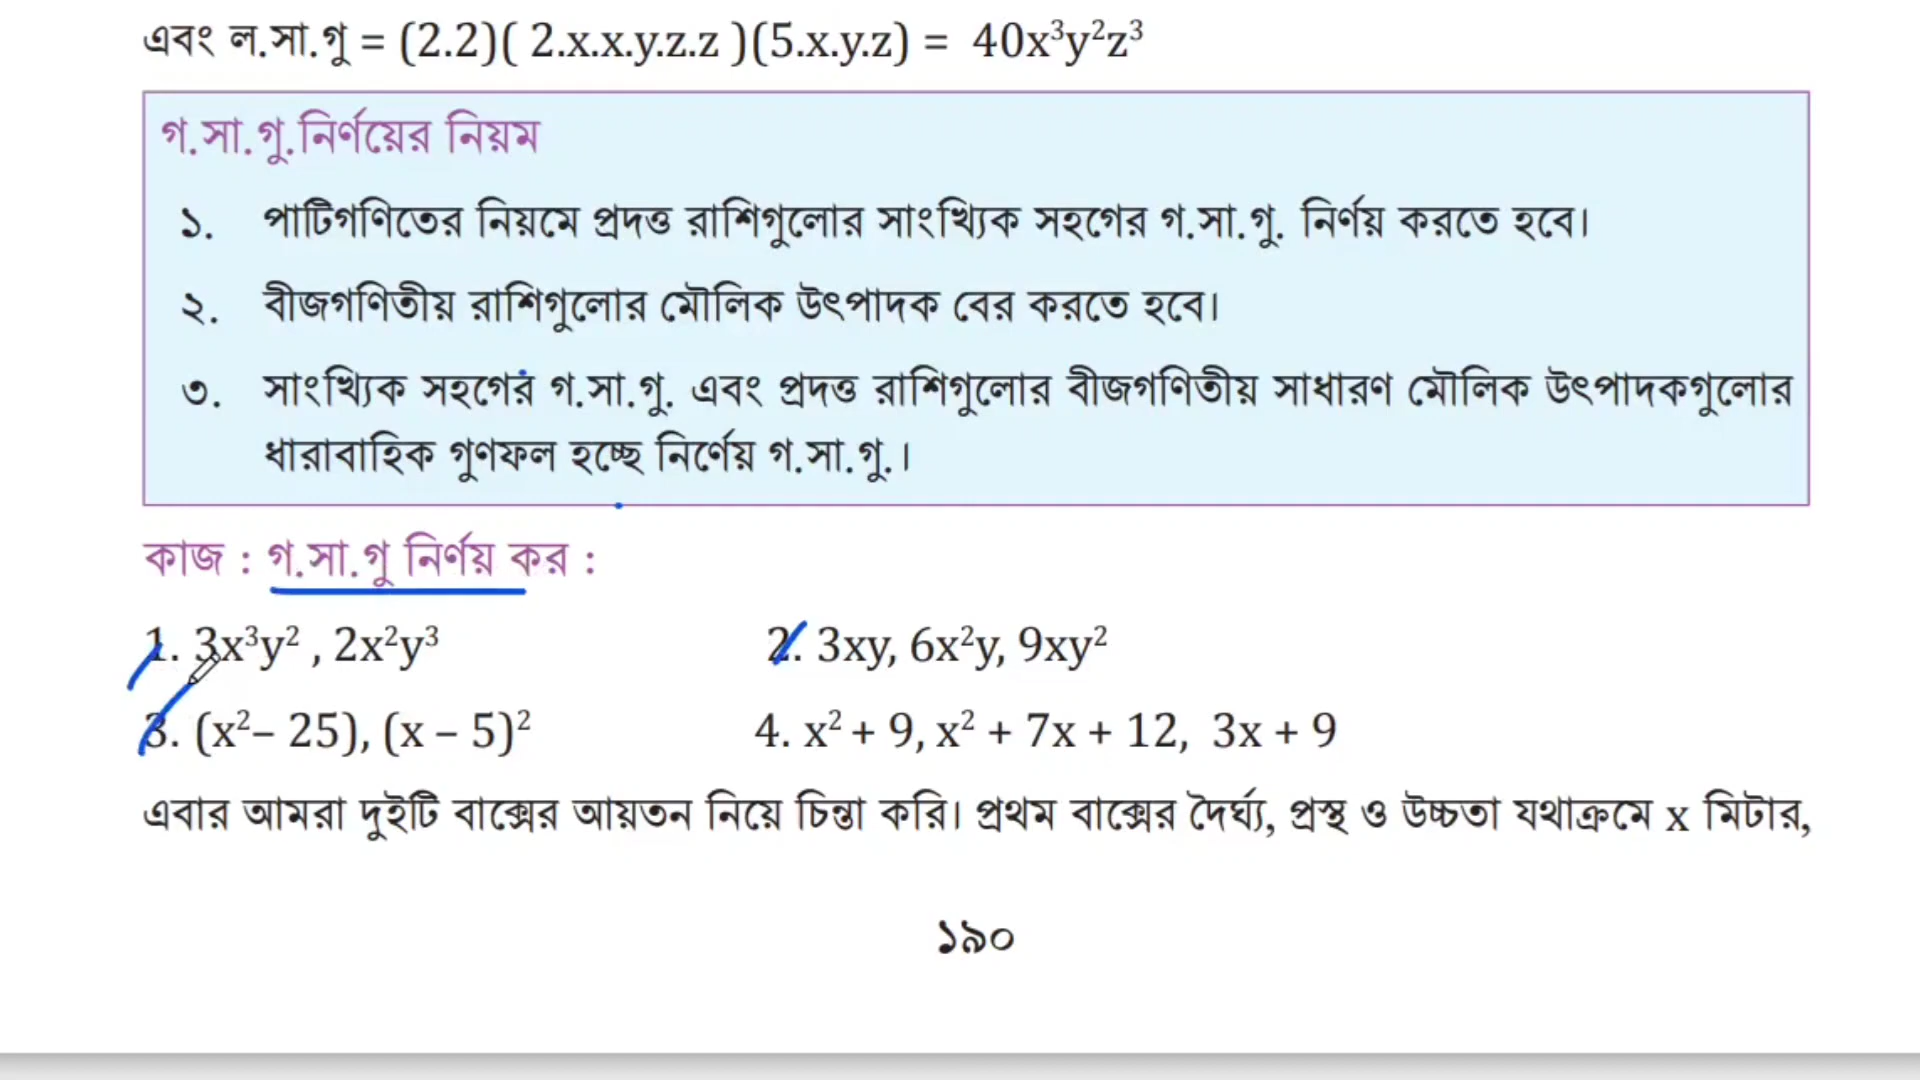 এবং ল.সা.গু = (2.2)( 2.x.x.y.z.z )(5.x.y.z) = 40x³y²z³
গ.সা.গু.নির্ণয়ের নিয়ম
১. পাটিগণিতের নিয়মে প্রদত্ত রাশিগুলোর সাংখ্যিক সহগের গ.সা.গু. নির্ণয় করতে হবে।
২. বীজগণিতীয় রাশিগুলোর মৌলিক উৎপাদক বের করতে হবে।
৩. সাংখ্যিক সহগের গ.সা.গু. এবং প্রদত্ত রাশিগুলোর বীজগণিতীয় সাধারণ মৌলিক উৎপাদকগুলোর
ধারাবাহিক গুণফল হচ্ছে নির্ণেয় গ.সা.গু.।
কাজ : গ.সা.গু নির্ণয় কর :
1. 3x³y² , 2x²y³ 2. 3xy, 6x²y, 9xy²
3. (x²– 25), (x – 5)² 4. x² + 9, x² + 7x + 12, 3x + 9
এবার আমরা দুইটি বাক্সের আয়তন নিয়ে চিন্তা করি। প্রথম বাক্সের দৈর্ঘ্য, প্রস্থ ও উচ্চতা যথাক্রমে x মিটার,
১৯০